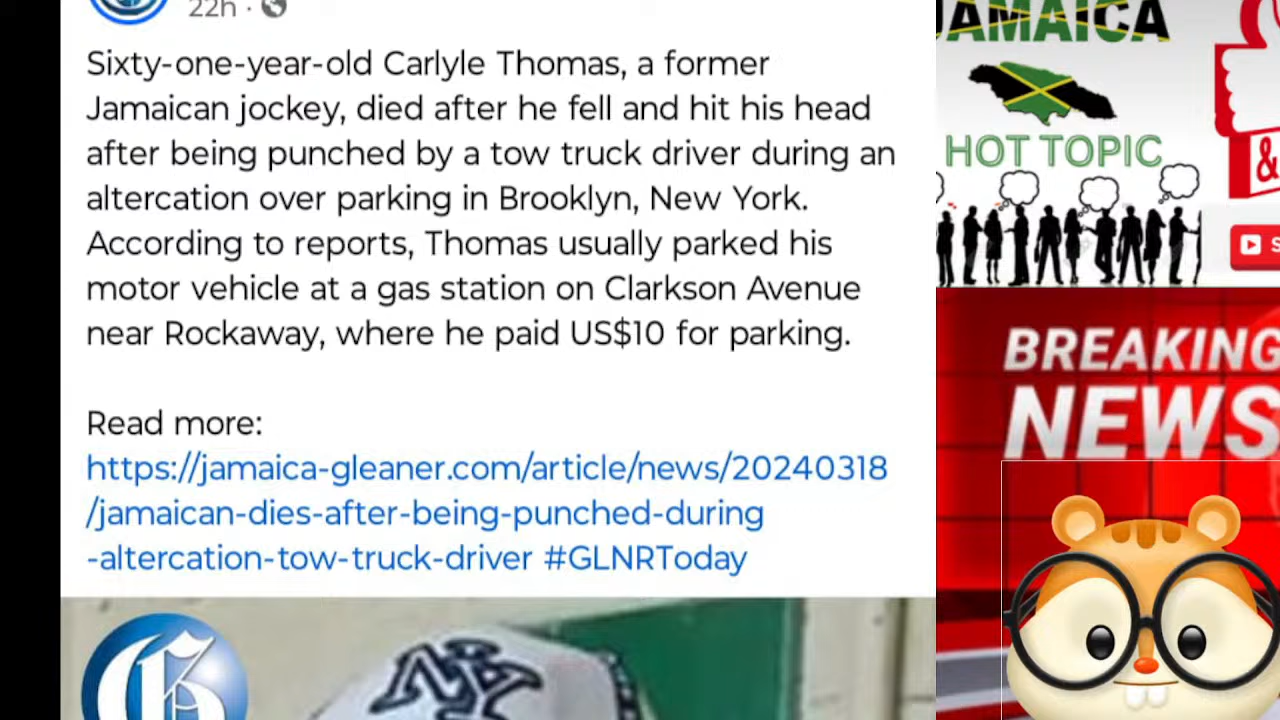 22h ·
Sixty-one-year-old Carlyle Thomas, a former
Jamaican jockey, died after he fell and hit his head
after being punched by a tow truck driver during an
altercation over parking in Brooklyn, New York.
According to reports, Thomas usually parked his
motor vehicle at a gas station on Clarkson Avenue
near Rockaway, where he paid US$10 for parking.
Read more:
https://jamaica-gleaner.com/article/news/20240318
/jamaican-dies-after-being-punched-during
-altercation-tow-truck-driver #GLNRToday
G
NY
JAMAICA
HOT TOPIC
&
S
BREAKING
NEWS